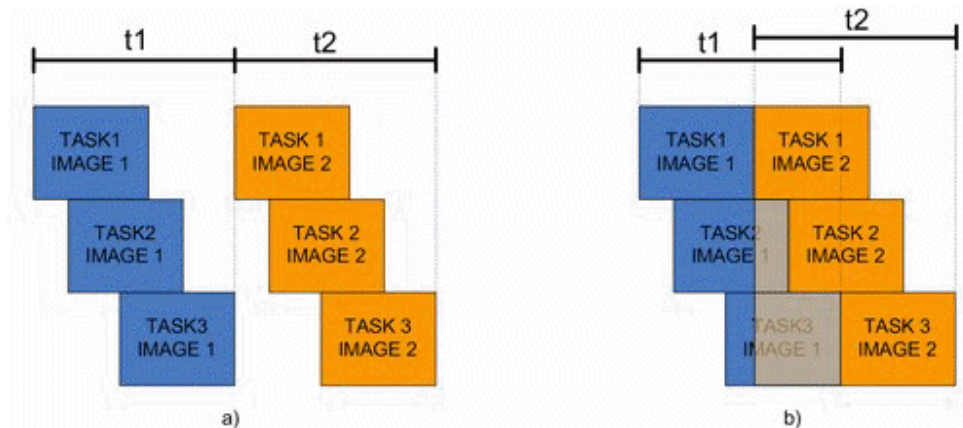 t1
t2
TASK1
IMAGE 1
TASK 1
IMAGE 2
TASK2
IMAGE 1
TASK 2
IMAGE 2
TASK3
IMAGE 1
TASK 3
IMAGE 2
a)
t1
t2
TASK1
IMAGE 1
TASK 1
IMAGE 2
TASK2
IMAGE 1
TASK 2
IMAGE 2
TASK3
IMAGE 1
TASK 3
IMAGE 2
b)